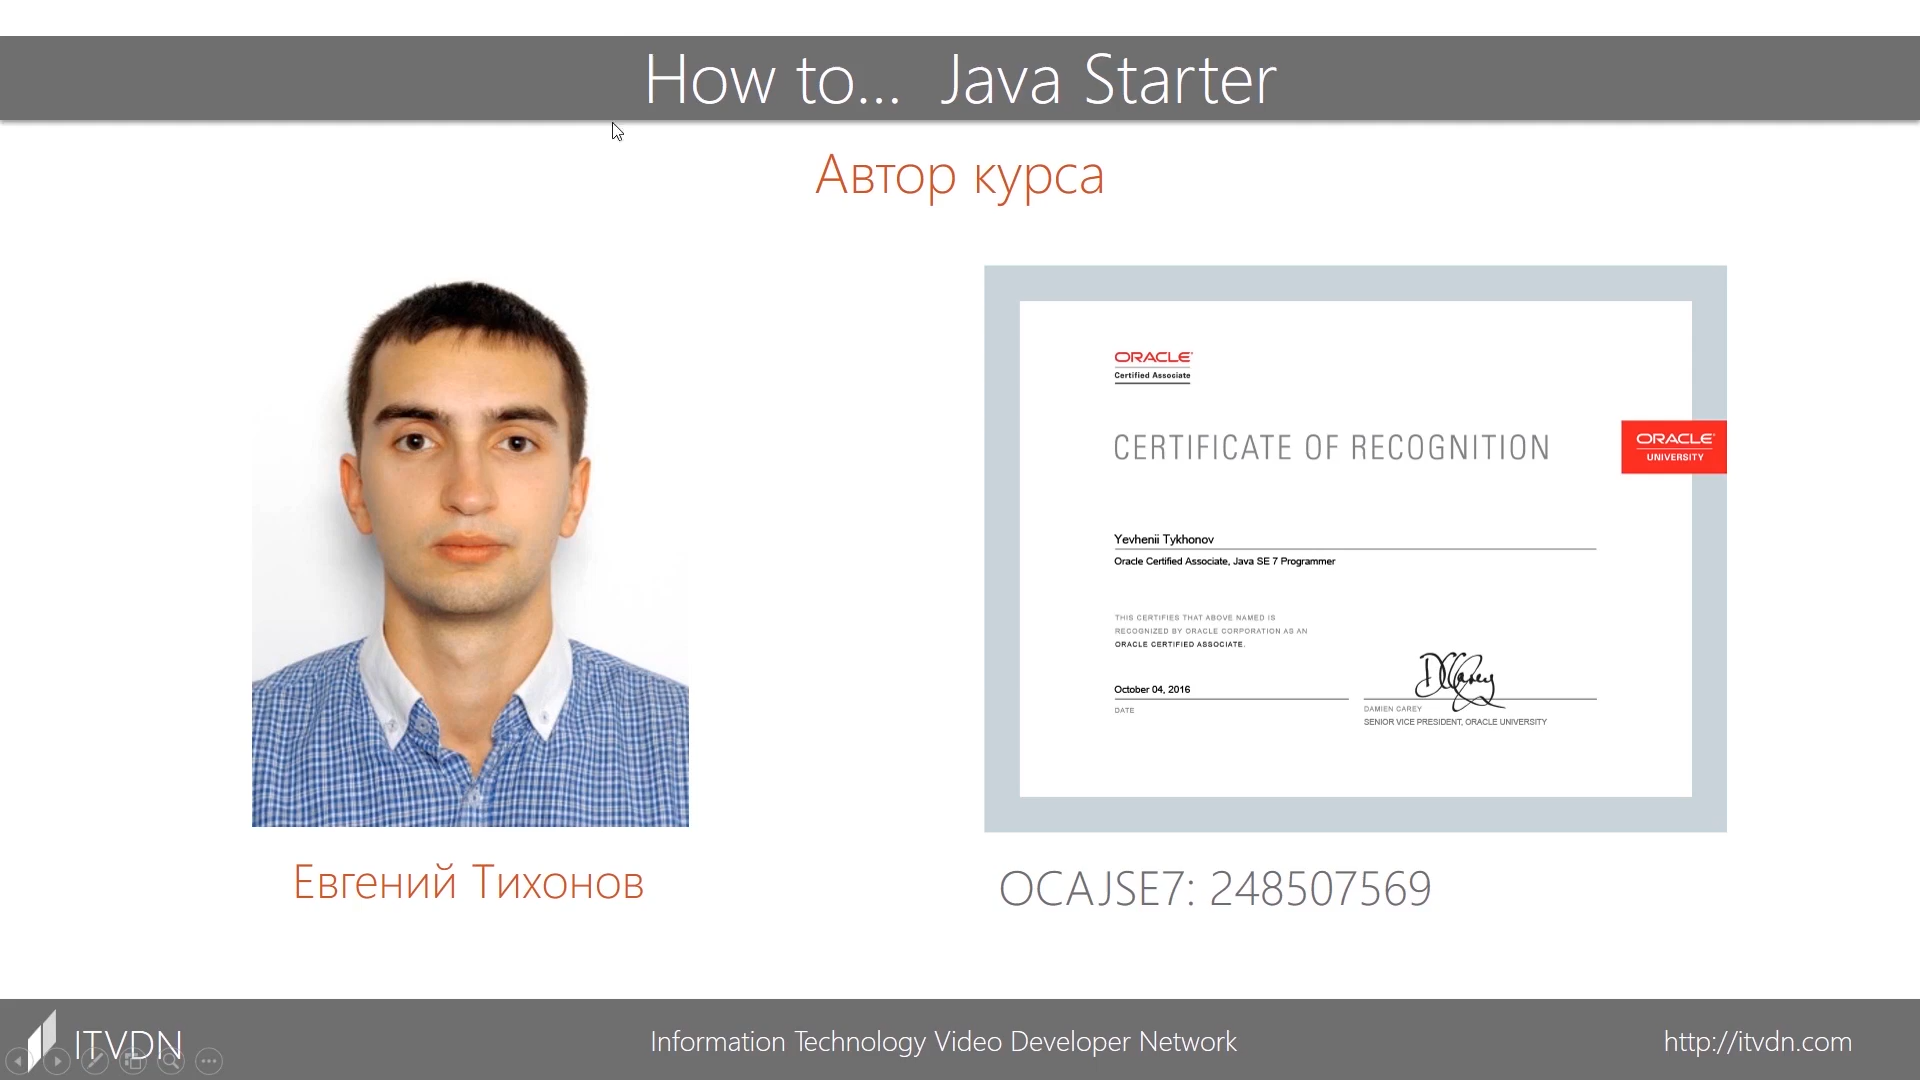 How to... Java Starter
Автор курса
ORACLE
Certified Associate
CERTIFICATE OF RECOGNITION
ORACLE
UNIVERSITY
Yevhenii Tykhonov
Oracle Certified Associate, Java SE 7 Programmer
THIS CERTIFIES THAT ABOVE NAMED IS
RECOGNIZED BY ORACLE CORPORATION AS AN
ORACLE CERTIFIED ASSOCIATE.
October 04, 2016
DATE
DCarey
DAMIEN CAREY
SENIOR VICE PRESIDENT, ORACLE UNIVERSITY
Евгений Тихонов
OCAJSE7: 248507569
ITVDN
Information Technology Video Developer Network
http://itvdn.com